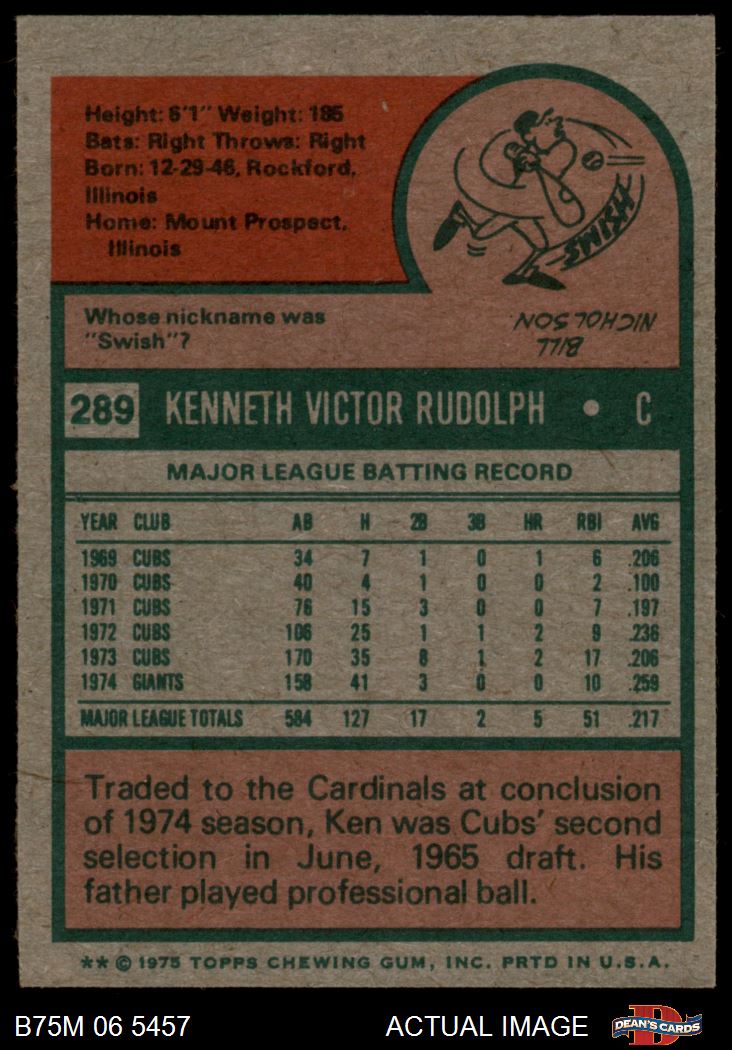 Height: 6'1" Weight: 185
Bats: Right Throws: Right
Born: 12-29-46, Rockford,
Illinois
Home: Mount Prospect,
Illinois
SWISH
Whose nickname was
"Swish"?
BILL
NICHOLSON
289 KENNETH VICTOR RUDOLPH • C
MAJOR LEAGUE BATTING RECORD
YEAR CLUB AB H 2B 3B HR RBI AVG
1969 CUBS 34 7 1 0 1 6 .206
1970 CUBS 40 4 1 0 0 2 .100
1971 CUBS 76 15 3 0 0 7 .197
1972 CUBS 106 25 1 1 2 9 .236
1973 CUBS 170 35 8 1 2 17 .206
1974 GIANTS 158 41 3 0 0 10 .259
MAJOR LEAGUE TOTALS 584 127 17 2 5 51 .217
Traded to the Cardinals at conclusion
of 1974 season, Ken was Cubs' second
selection in June, 1965 draft. His
father played professional ball.
** © 1975 TOPPS CHEWING GUM, INC. PRTD IN U.S.A.
B75M 06 5457 ACTUAL IMAGE D DEAN'S CARDS